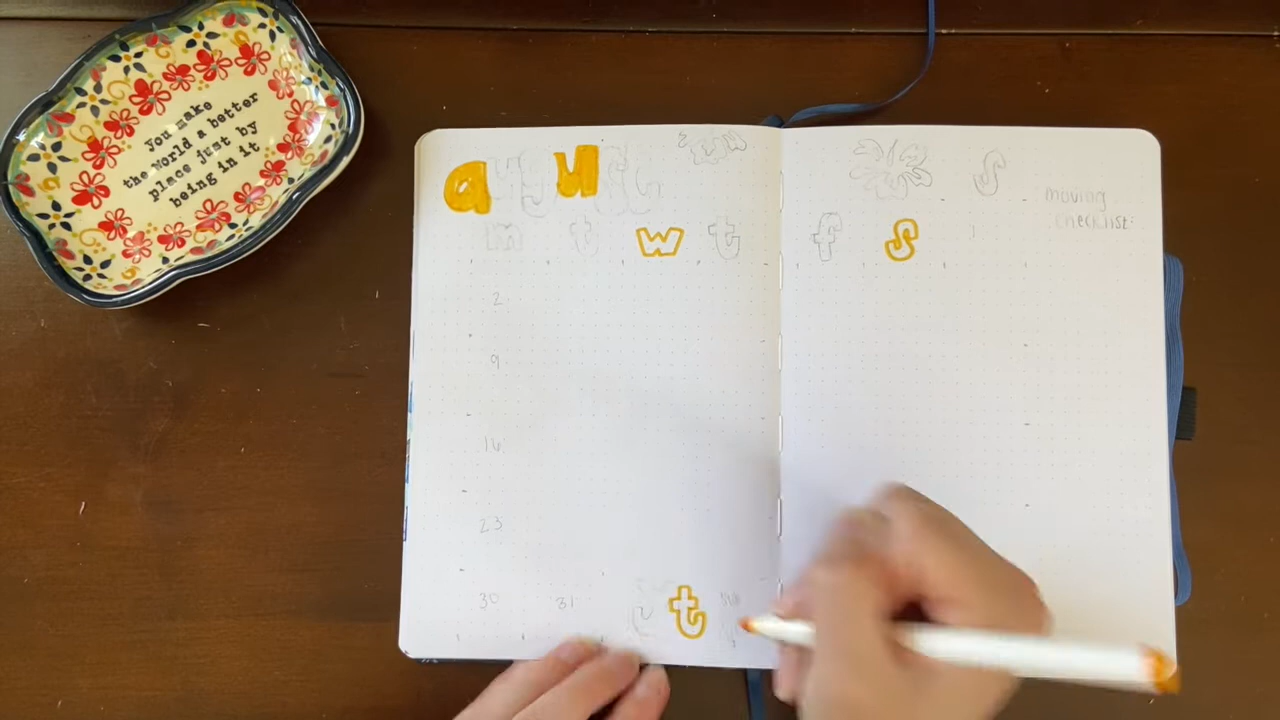 you make
the world a better
place just by
being in it
august
m t w t
2
9
16
23
30 31
t
f s
s
moving
checklist: